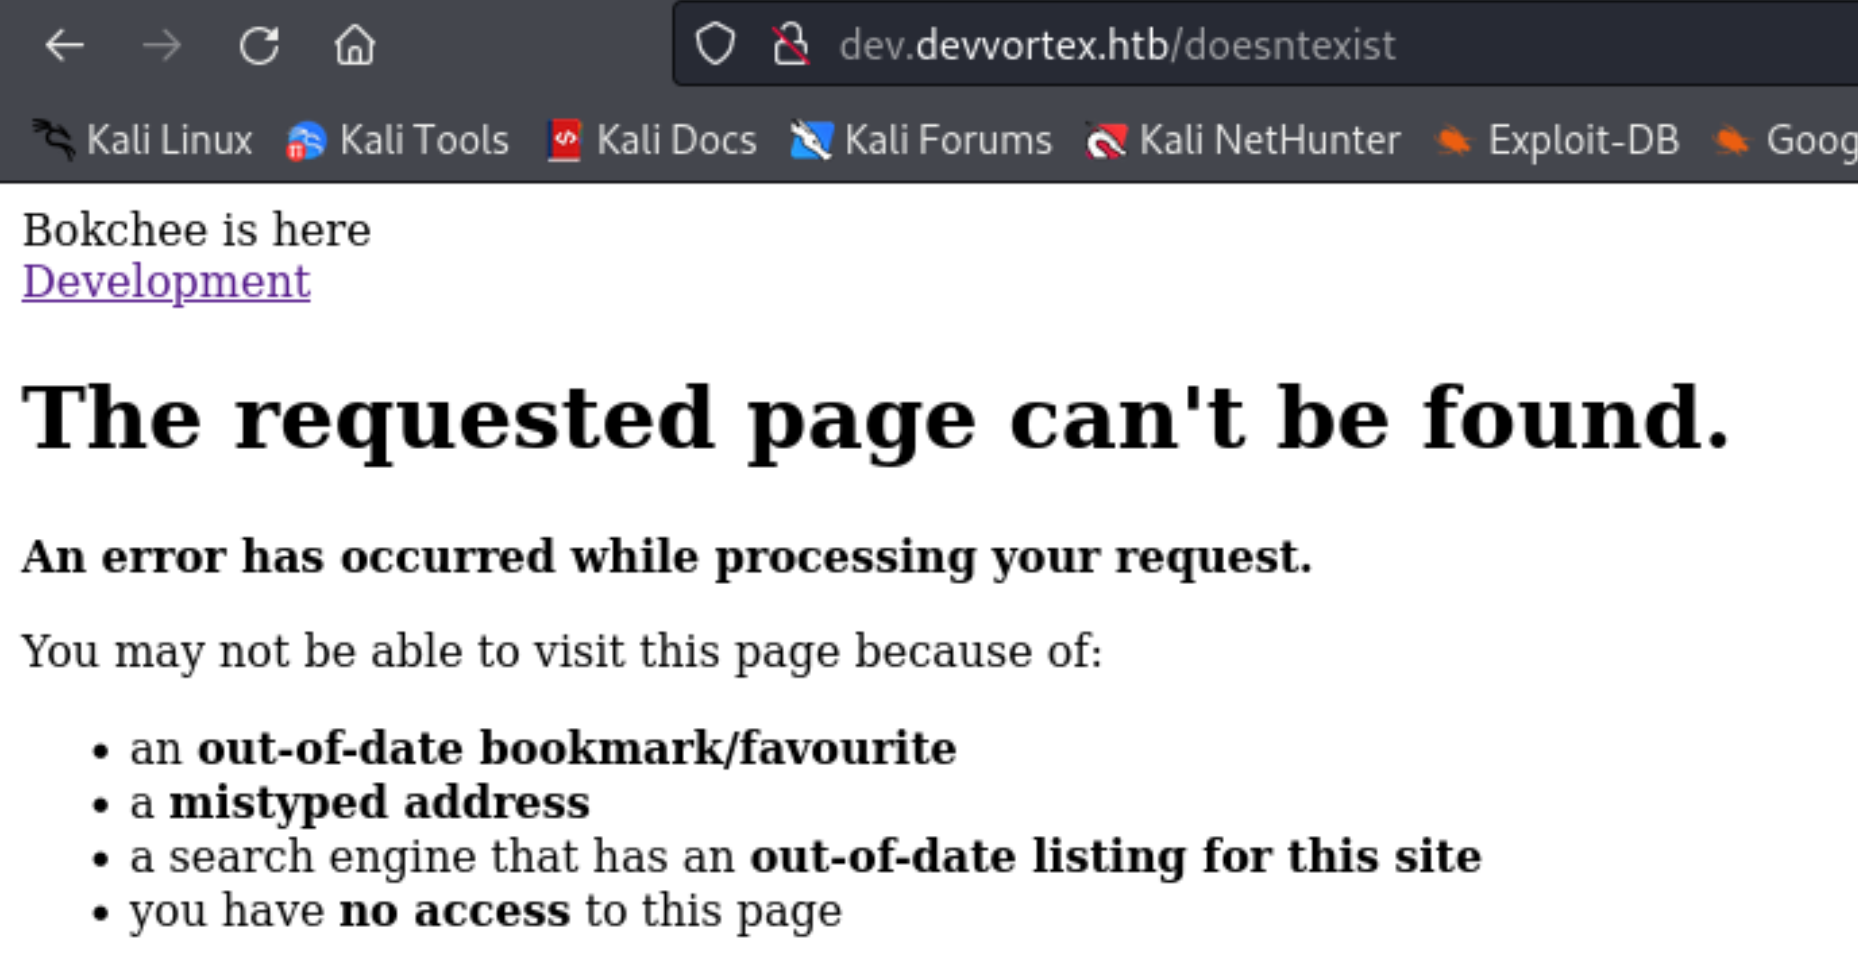 dev.devvortex.htb/doesntexist
Kali Linux Kali Tools Kali Docs Kali Forums Kali NetHunter Exploit-DB Goog
Bokchee is here
Development
The requested page can't be found.
An error has occurred while processing your request.
You may not be able to visit this page because of:
• an out-of-date bookmark/favourite
• a mistyped address
• a search engine that has an out-of-date listing for this site
• you have no access to this page